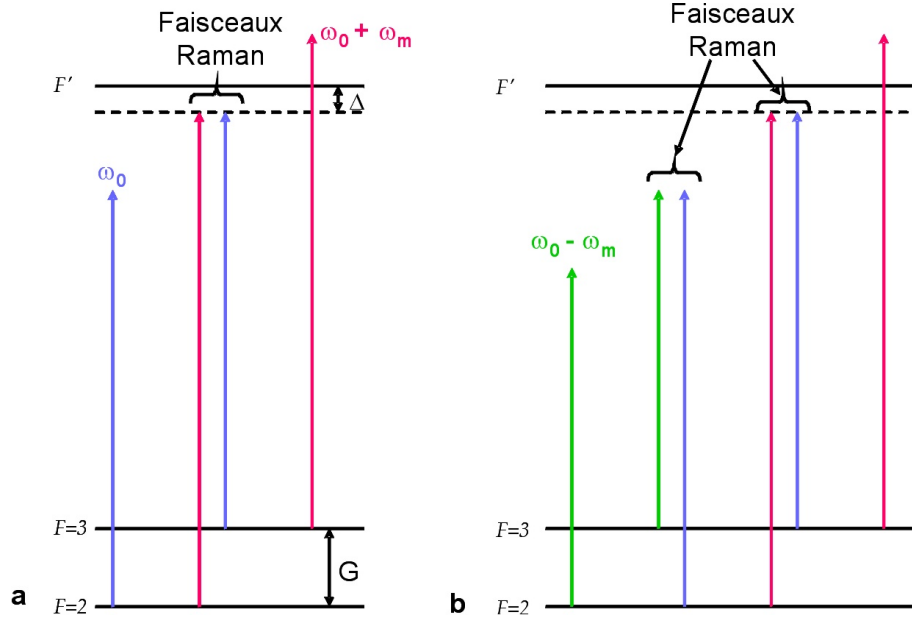 Faisceaux
Raman
ω₀ + ωₘ
F'
Δ
ω₀
F=3
G
F=2
a
Faisceaux
Raman
F'
ω₀ - ωₘ
F=3
F=2
b